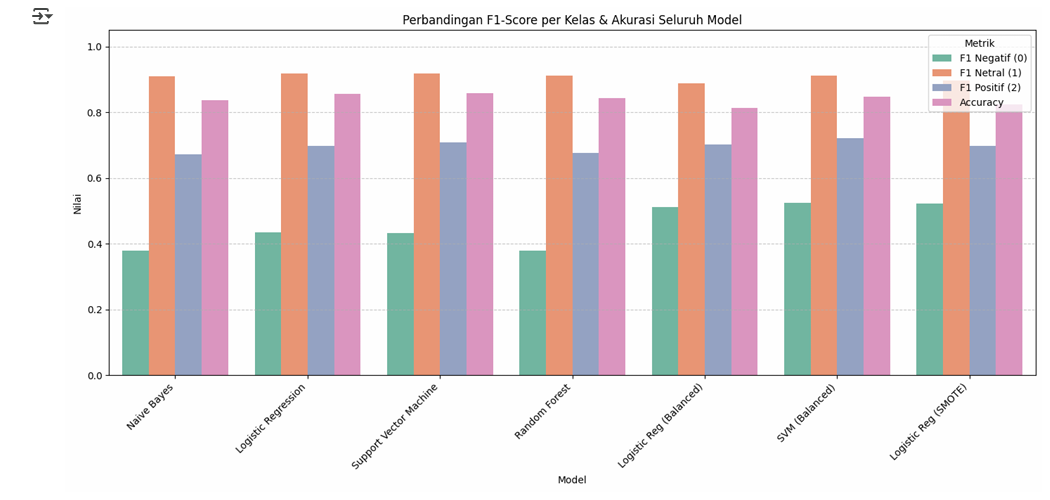 Perbandingan F1-Score per Kelas & Akurasi Seluruh Model
Metrik
F1 Negatif (0)
F1 Netral (1)
F1 Positif (2)
Accuracy
Nilai
1.0
0.8
0.6
0.4
0.2
0.0
Naive Bayes
Logistic Regression
Support Vector Machine
Random Forest
Logistic Reg (Balanced)
SVM (Balanced)
Logistic Reg (SMOTE)
Model